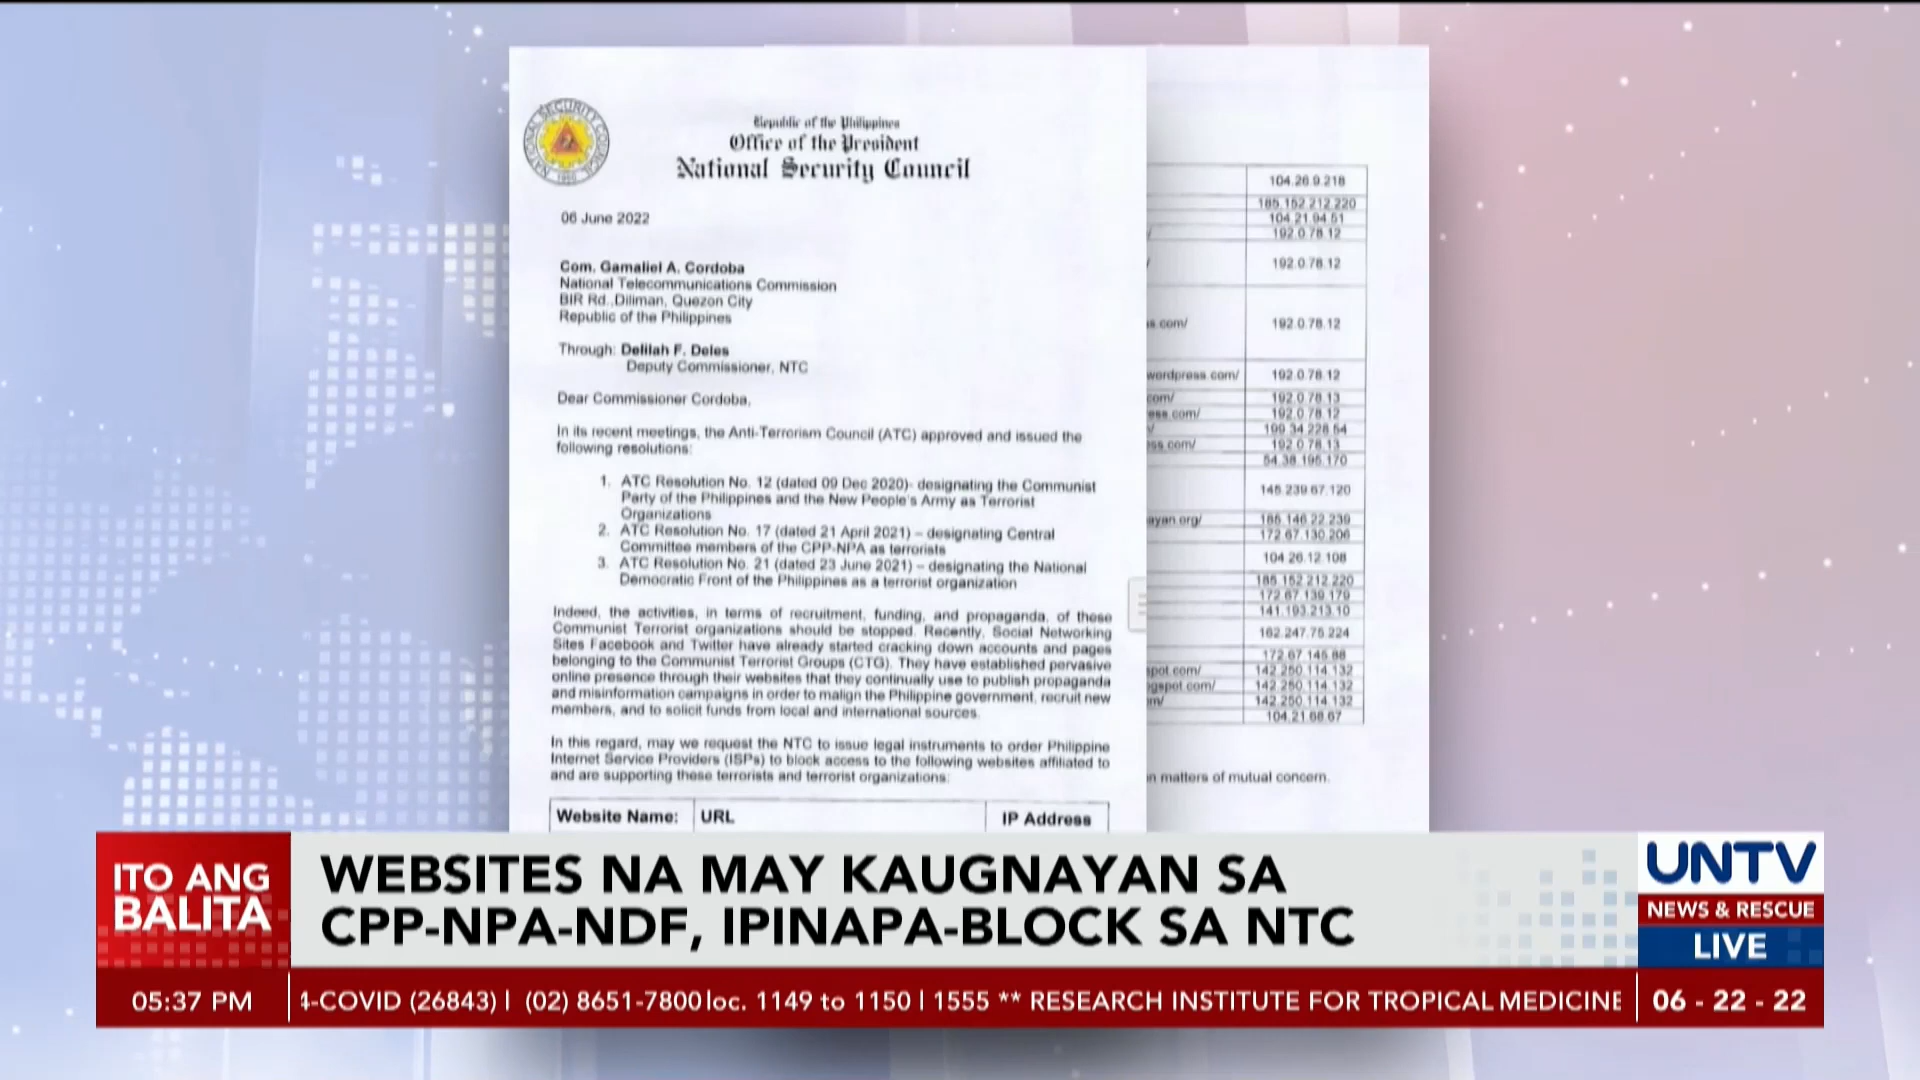 NATIONAL SECURITY COUNCIL
1950
Republic of the Philippines
Office of the President
National Security Council
06 June 2022
Com. Gamaliel A. Cordoba
National Telecommunications Commission
BIR Rd.,Diliman, Quezon City
Republic of the Philippines
Through: Delilah F. Deles
Deputy Commissioner, NTC
Dear Commissioner Cordoba,
In its recent meetings, the Anti-Terrorism Council (ATC) approved and issued the
following resolutions:
1. ATC Resolution No. 12 (dated 09 Dec 2020)- designating the Communist
Party of the Philippines and the New People's Army as Terrorist
Organizations
2. ATC Resolution No. 17 (dated 21 April 2021) – designating Central
Committee members of the CPP-NPA as terrorists
3. ATC Resolution No. 21 (dated 23 June 2021) – designating the National
Democratic Front of the Philippines as a terrorist organization
Indeed, the activities, in terms of recruitment, funding, and propaganda, of these
Communist Terrorist organizations should be stopped. Recently, Social Networking
Sites Facebook and Twitter have already started cracking down accounts and pages
belonging to the Communist Terrorist Groups (CTG). They have established pervasive
online presence through their websites that they continually use to publish propaganda
and misinformation campaigns in order to malign the Philippine government, recruit new
members, and to solicit funds from local and international sources.
In this regard, may we request the NTC to issue legal instruments to order Philippine
Internet Service Providers (ISPs) to block access to the following websites affiliated to
and are supporting these terrorists and terrorist organizations:
Website Name: URL IP Address
104.26.9.218
185.152.212.220
104.21.94.51
/ 192.0.78.12
/ 192.0.78.12
s.com/ 192.0.78.12
wordpress.com/ 192.0.78.12
com/ 192.0.78.13
ess.com/ 192.0.78.12
/ 199.34.228.54
ss.com/ 192.0.78.13
54.38.195.170
145.239.67.120
ayan.org/ 185.146.22.239
172.67.130.206
104.26.12.108
185.152.212.220
172.67.139.179
141.193.213.10
162.247.75.224
172.67.145.88
spot.com/ 142.250.114.132
ogspot.com/ 142.250.114.132
m/ 142.250.114.132
104.21.68.67
n matters of mutual concern.
ITO ANG
BALITA
WEBSITES NA MAY KAUGNAYAN SA
CPP-NPA-NDF, IPINAPA-BLOCK SA NTC
UNTV
NEWS & RESCUE
LIVE
05:37 PM 4-COVID (26843) | (02) 8651-7800 loc. 1149 to 1150 | 1555 ** RESEARCH INSTITUTE FOR TROPICAL MEDICINE 06 - 22 - 22